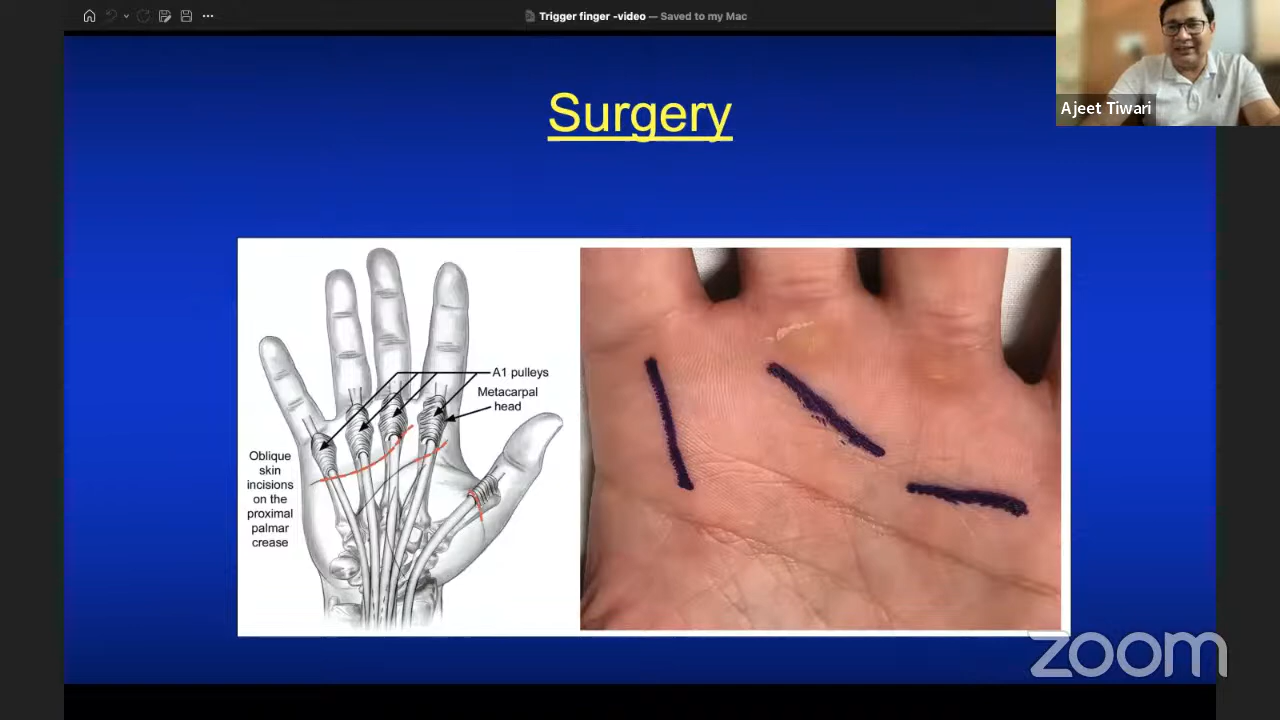 Trigger finger -video — Saved to my Mac
Ajeet Tiwari
Surgery
A1 pulleys
Metacarpal
head
Oblique
skin
incisions
on the
proximal
palmar
crease
zoom